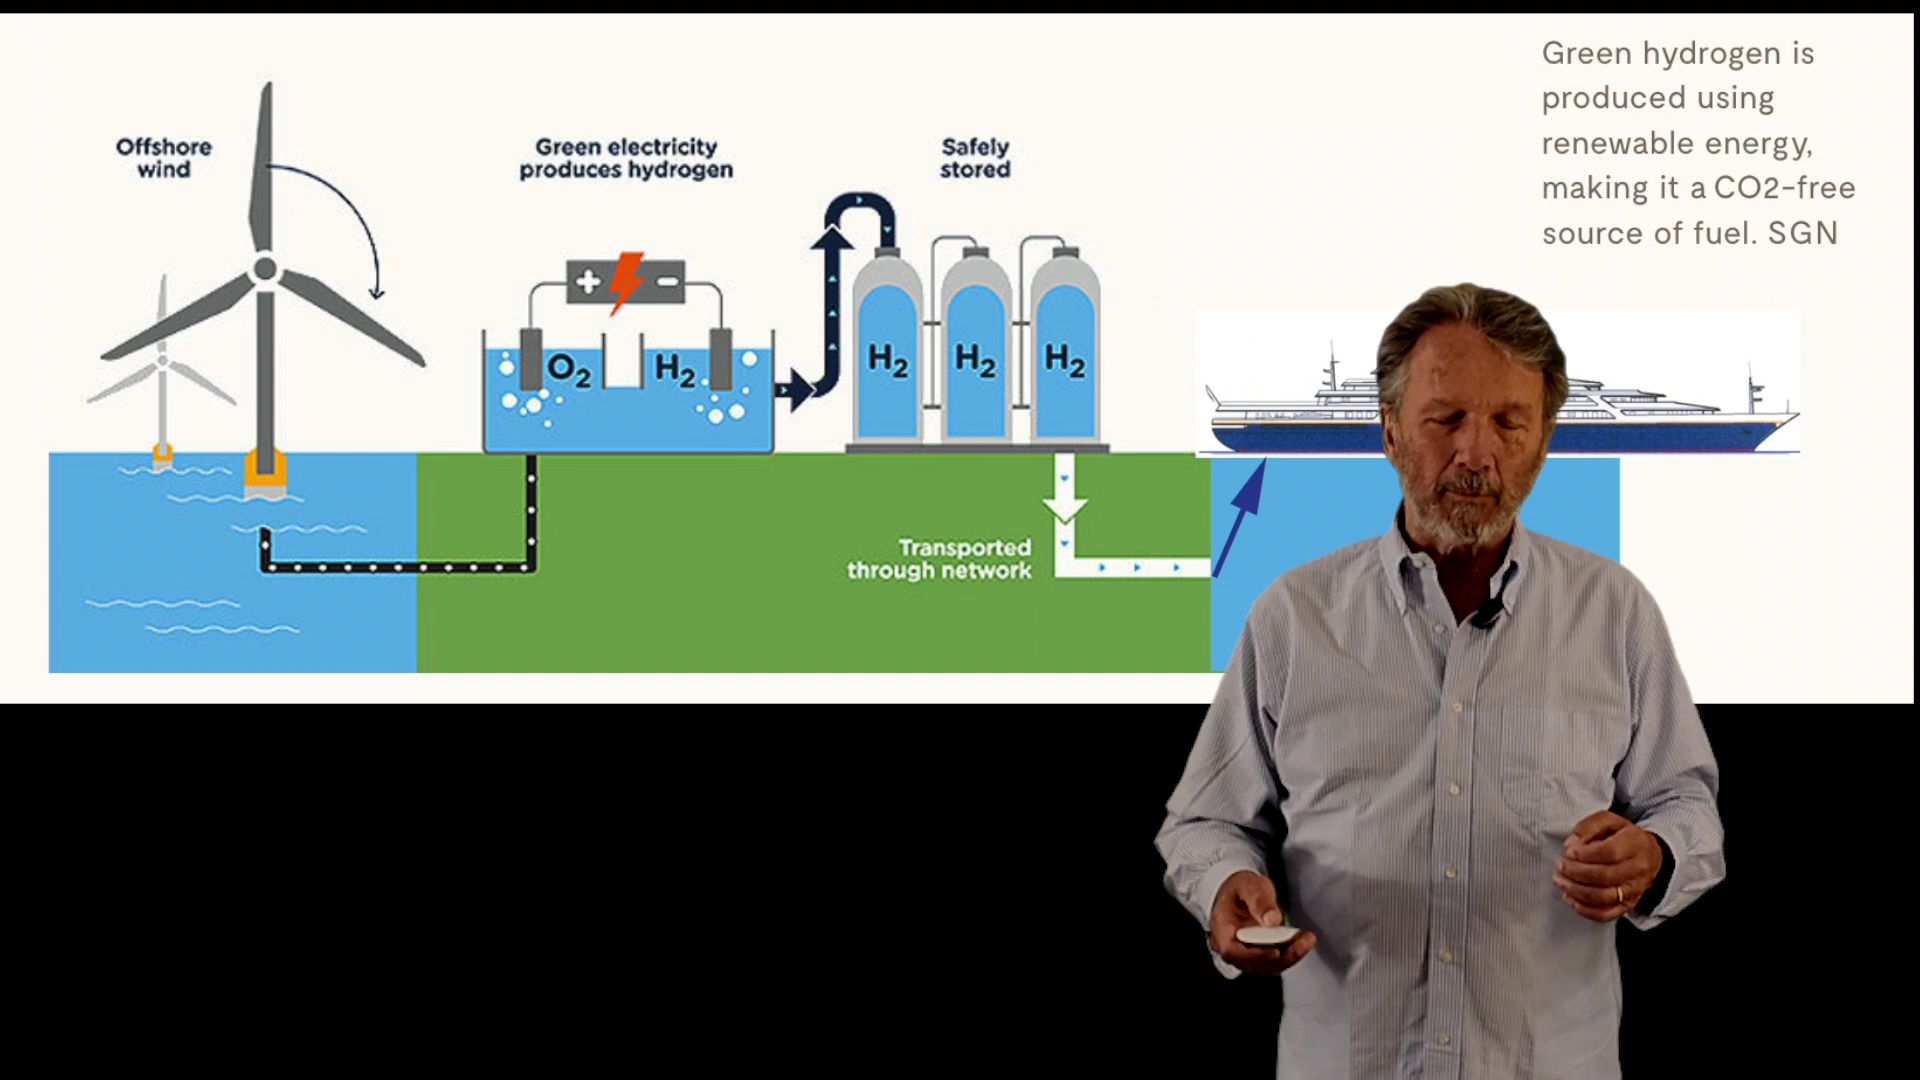 Green hydrogen is
produced using
renewable energy,
making it a CO2-free
source of fuel. SGN
Offshore
wind
Green electricity
produces hydrogen
Safely
stored
+
-
O2
H2
H2
H2
H2
Transported
through network